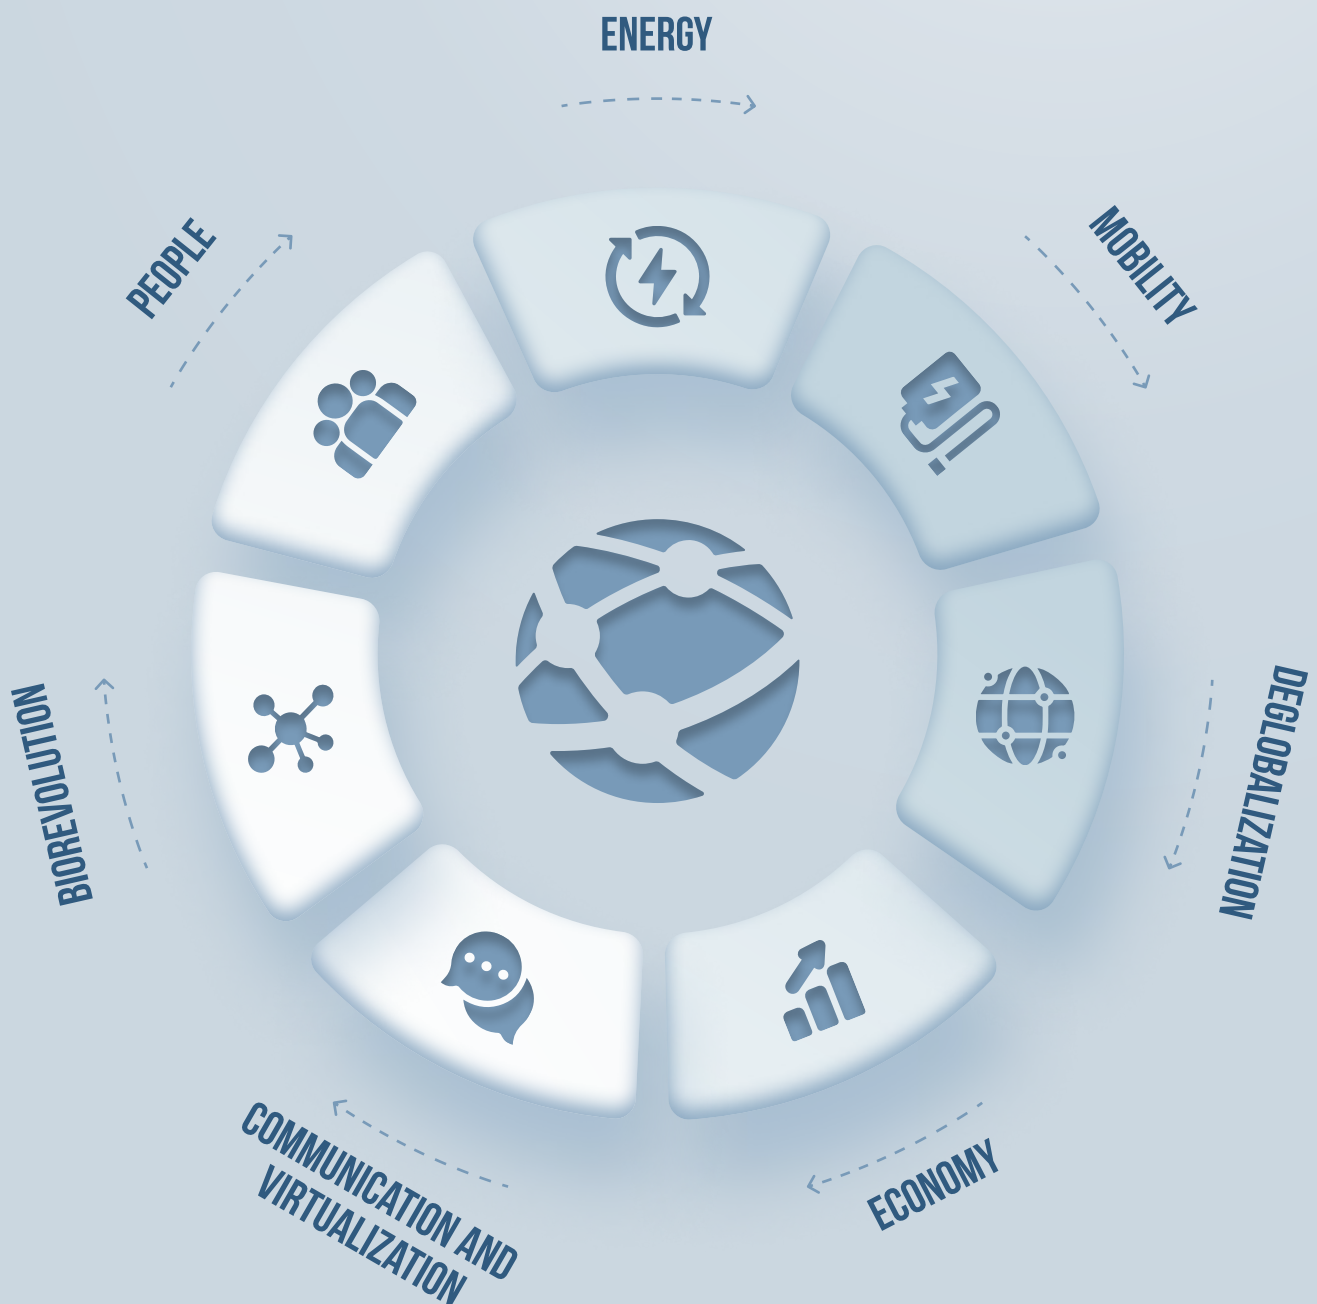 ENERGY
MOBILITY
DEGLOBALIZATION
ECONOMY
COMMUNICATION AND
VIRTUALIZATION
BIOREVOLUTION
PEOPLE